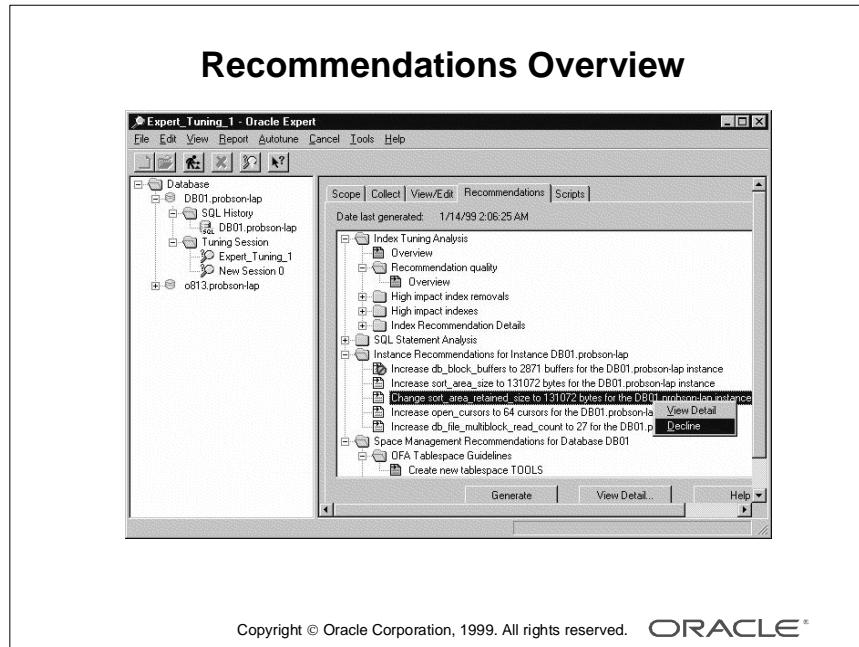 Recommendations Overview
Expert_Tuning_1 - Oracle Expert
File Edit View Report Autotune Cancel Tools Help
Database
DB01.probson-lap
SQL History
DB01.probson-lap
Tuning Session
Expert_Tuning_1
New Session 0
o813.probson-lap
Scope Collect View/Edit Recommendations Scripts
Date last generated: 1/14/99 2:06:25 AM
Index Tuning Analysis
Overview
Recommendation quality
Overview
High impact index removals
High impact indexes
Index Recommendation Details
SQL Statement Analysis
Instance Recommendations for Instance DB01.probson-lap
Increase db_block_buffers to 2871 buffers for the DB01.probson-lap instance
Increase sort_area_size to 131072 bytes for the DB01.probson-lap instance
Change sort_area_retained_size to 131072 bytes for the DB01.probson-lap instance
Increase open_cursors to 64 cursors for the DB01.probson-la
View Detail
Increase db_file_multiblock_read_count to 27 for the DB01.p
Decline
Space Management Recommendations for Database DB01
OFA Tablespace Guidelines
Create new tablespace TOOLS
Generate View Detail... Help
Copyright © Oracle Corporation, 1999. All rights reserved. ORACLE®